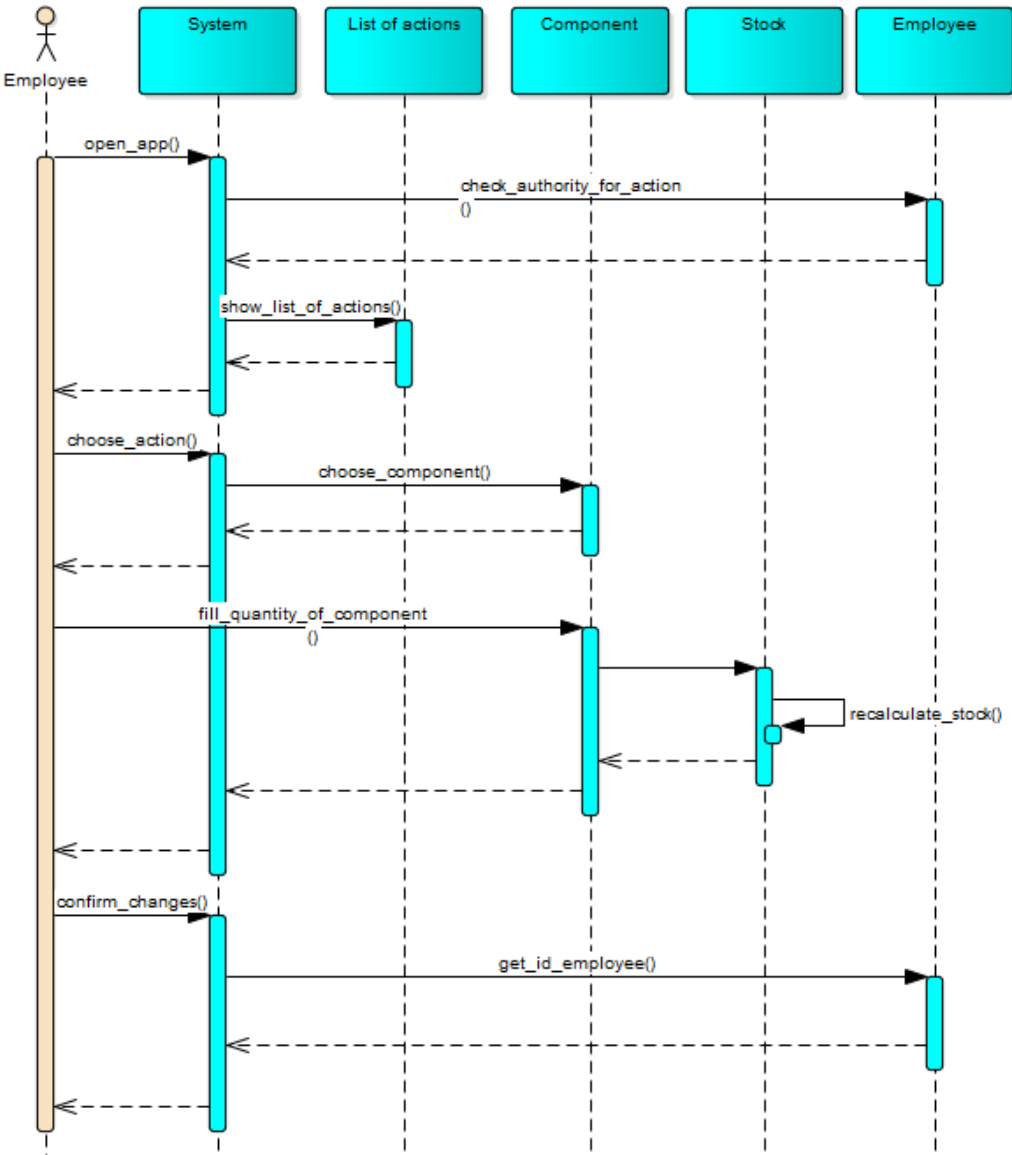 System
List of actions
Component
Stock
Employee
Employee
open_app()
check_authority_for_action
()
show_list_of_actions()
choose_action()
choose_component()
fill_quantity_of_component
()
recalculate_stock()
confirm_changes()
get_id_employee()